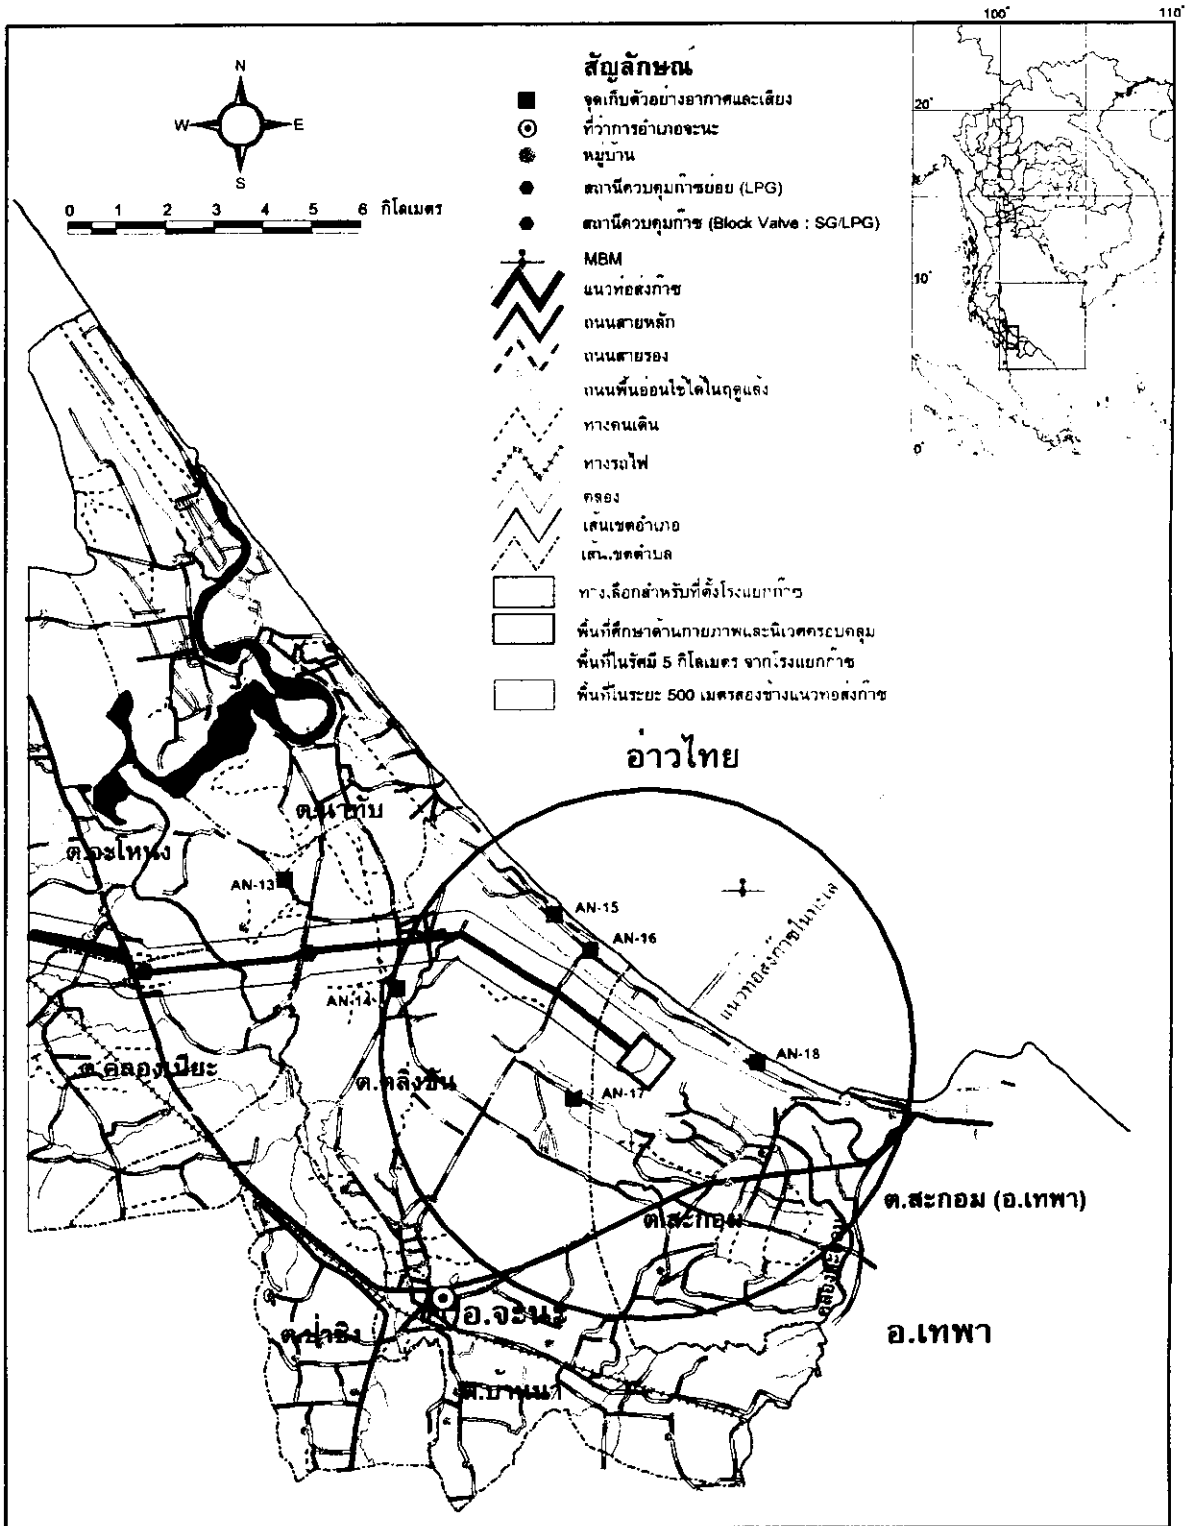 100°
110°
20°
10°
0°
N
W
E
S
0 1 2 3 4 5 6 กิโลเมตร
สัญลักษณ์
จุดเก็บตัวอย่างอากาศและเสียง
ที่ว่าการอำเภอจะนะ
หมู่บ้าน
สถานีควบคุมก๊าซย่อย (LPG)
สถานีควบคุมก๊าซ (Block Valve : SG/LPG)
MBM
แนวท่อส่งก๊าซ
ถนนสายหลัก
ถนนสายรอง
ถนนพื้นอ่อนใช้ได้ในฤดูแล้ง
ทางคนเดิน
ทางรถไฟ
คลอง
เส้นเขตอำเภอ
เส้นเขตตำบล
ทางเลือกสำหรับที่ตั้งโรงแยกก๊าซ
พื้นที่ศึกษาด้านกายภาพและนิเวศครอบคลุม
พื้นที่ในรัศมี 5 กิโลเมตร จากโรงแยกก๊าซ
พื้นที่ในระยะ 500 เมตรสองข้างแนวท่อส่งก๊าซ
อ่าวไทย
ต.นาทับ
ต.จะโหนง
AN-13
AN-15
AN-16
แนวท่อส่งก๊าซในทะเล
AN-14
AN-18
ต.คลองเปียะ
ต.ตลิ่งชัน
AN-17
ต.สะกอม (อ.เทพา)
ต.สะกอม
อ.จะนะ
ต.ป่าชิง
อ.เทพา
ต.บ้านนา